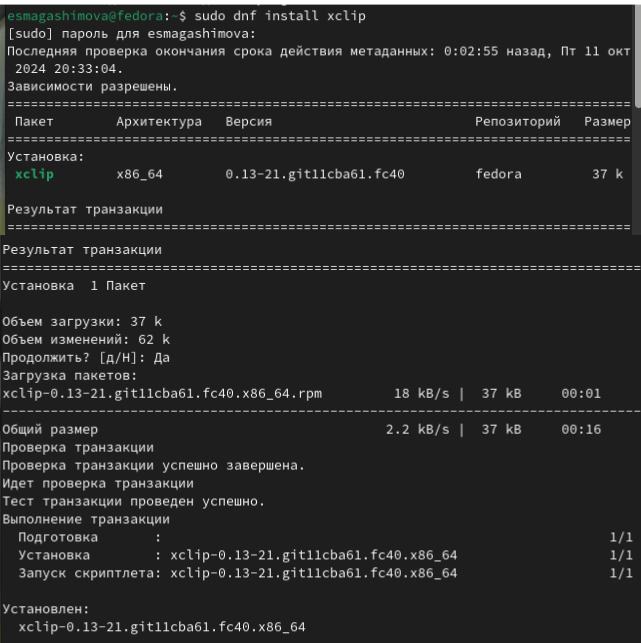 esmagashimova@fedora:~$ sudo dnf install xclip
[sudo] пароль для esmagashimova:
Последняя проверка окончания срока действия метаданных: 0:02:55 назад, Пт 11 окт
 2024 20:33:04.
Зависимости разрешены.
================================================================================
 Пакет Архитектура Версия Репозиторий Размер
================================================================================
Установка:
 xclip x86_64 0.13-21.git11cba61.fc40 fedora 37 k

Результат транзакции
================================================================================
Результат транзакции
================================================================================
Установка  1 Пакет

Объем загрузки: 37 k
Объем изменений: 62 k
Продолжить? [д/Н]: Да
Загрузка пакетов:
xclip-0.13-21.git11cba61.fc40.x86_64.rpm 18 kB/s | 37 kB 00:01
--------------------------------------------------------------------------------
Общий размер 2.2 kB/s | 37 kB 00:16
Проверка транзакции
Проверка транзакции успешно завершена.
Идет проверка транзакции
Тест транзакции проведен успешно.
Выполнение транзакции
  Подготовка : 1/1
  Установка : xclip-0.13-21.git11cba61.fc40.x86_64 1/1
  Запуск скриптлета: xclip-0.13-21.git11cba61.fc40.x86_64 1/1

Установлен:
  xclip-0.13-21.git11cba61.fc40.x86_64